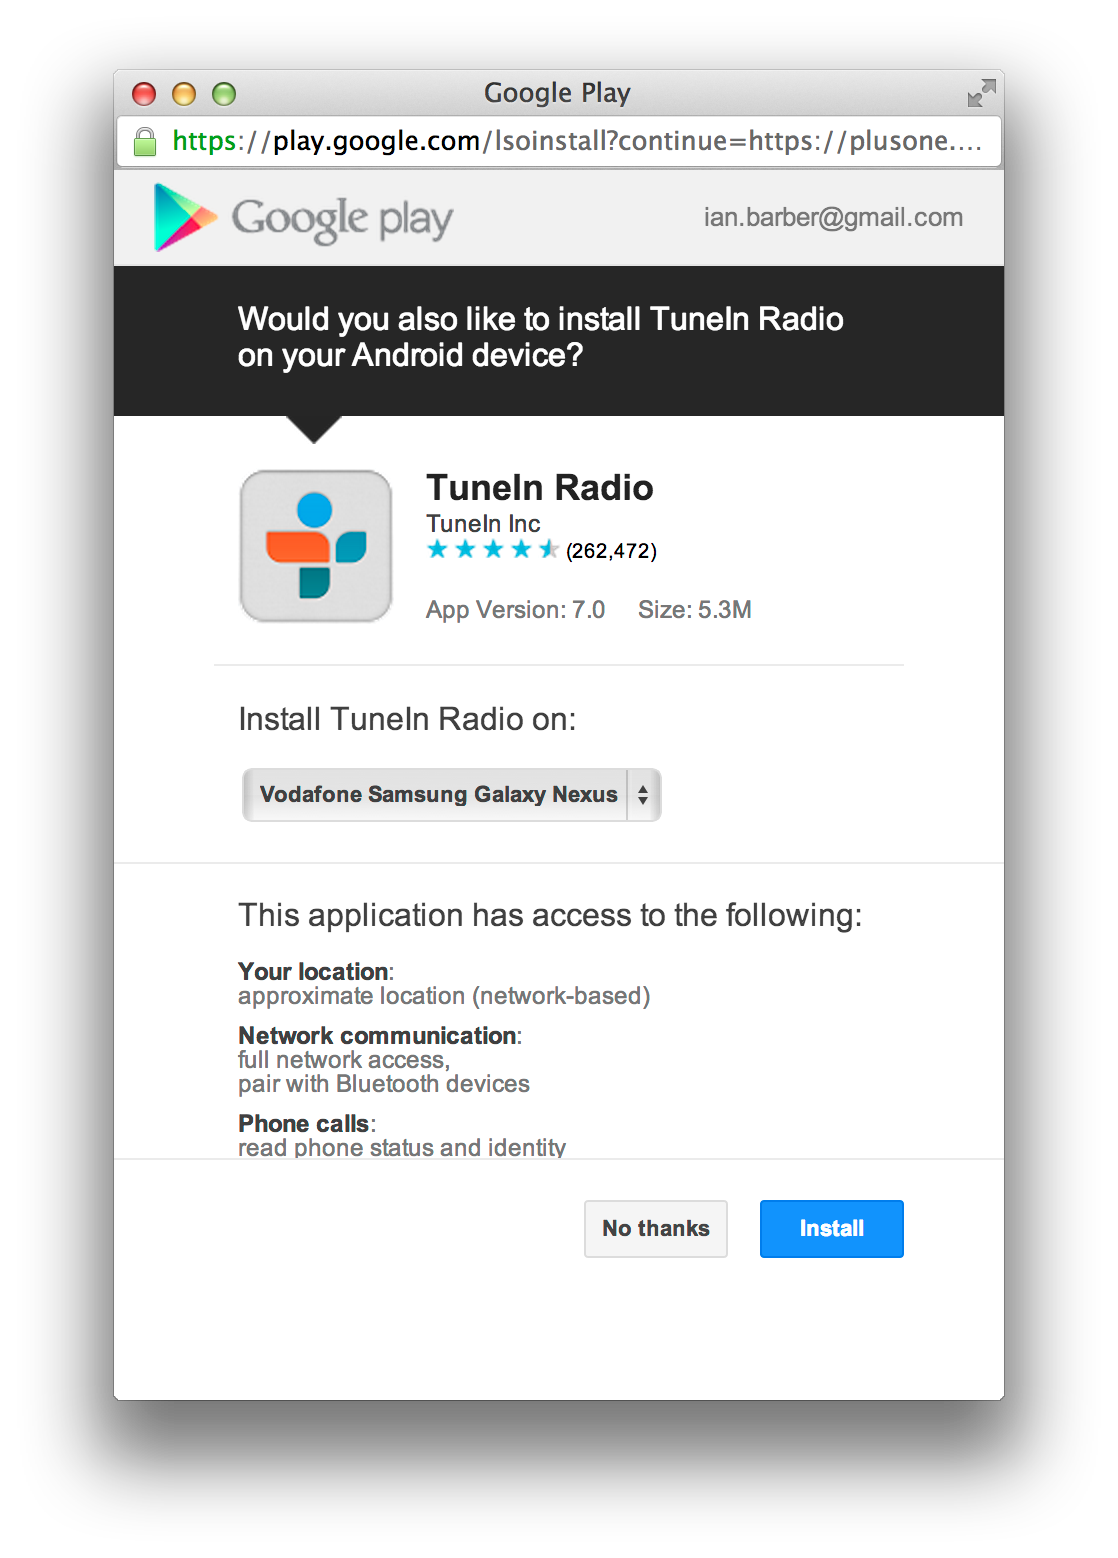 Google Play
https://play.google.com/lsoinstall?continue=https://plusone....
Google play
ian.barber@gmail.com
Would you also like to install TuneIn Radio
on your Android device?
TuneIn Radio
TuneIn Inc
(262,472)
App Version: 7.0 Size: 5.3M
Install TuneIn Radio on:
Vodafone Samsung Galaxy Nexus
This application has access to the following:
Your location:
approximate location (network-based)
Network communication:
full network access,
pair with Bluetooth devices
Phone calls:
read phone status and identity
No thanks
Install